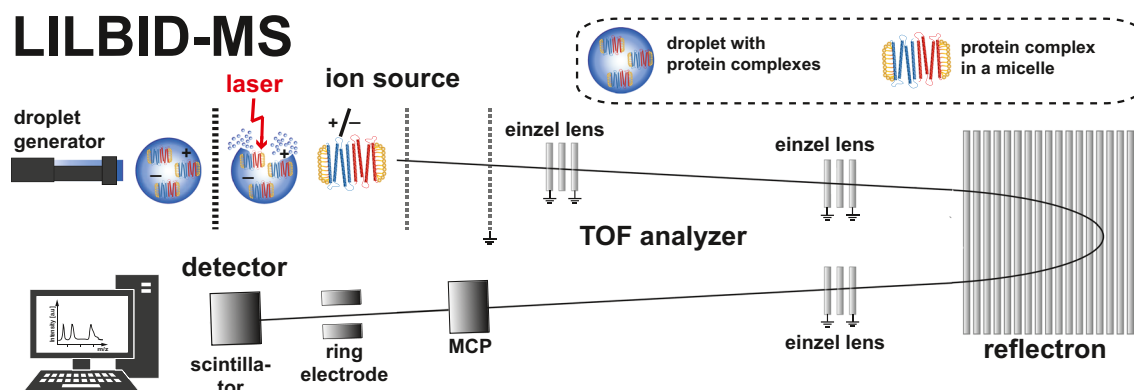 LILBID-MS
droplet with
protein complexes
protein complex
in a micelle
ion source
laser
droplet
generator
+/–
+
–
+
–
einzel lens
einzel lens
TOF analyzer
detector
Intensity [a.u]
m/z
scintilla-
tor
ring
electrode
MCP
einzel lens
reflectron